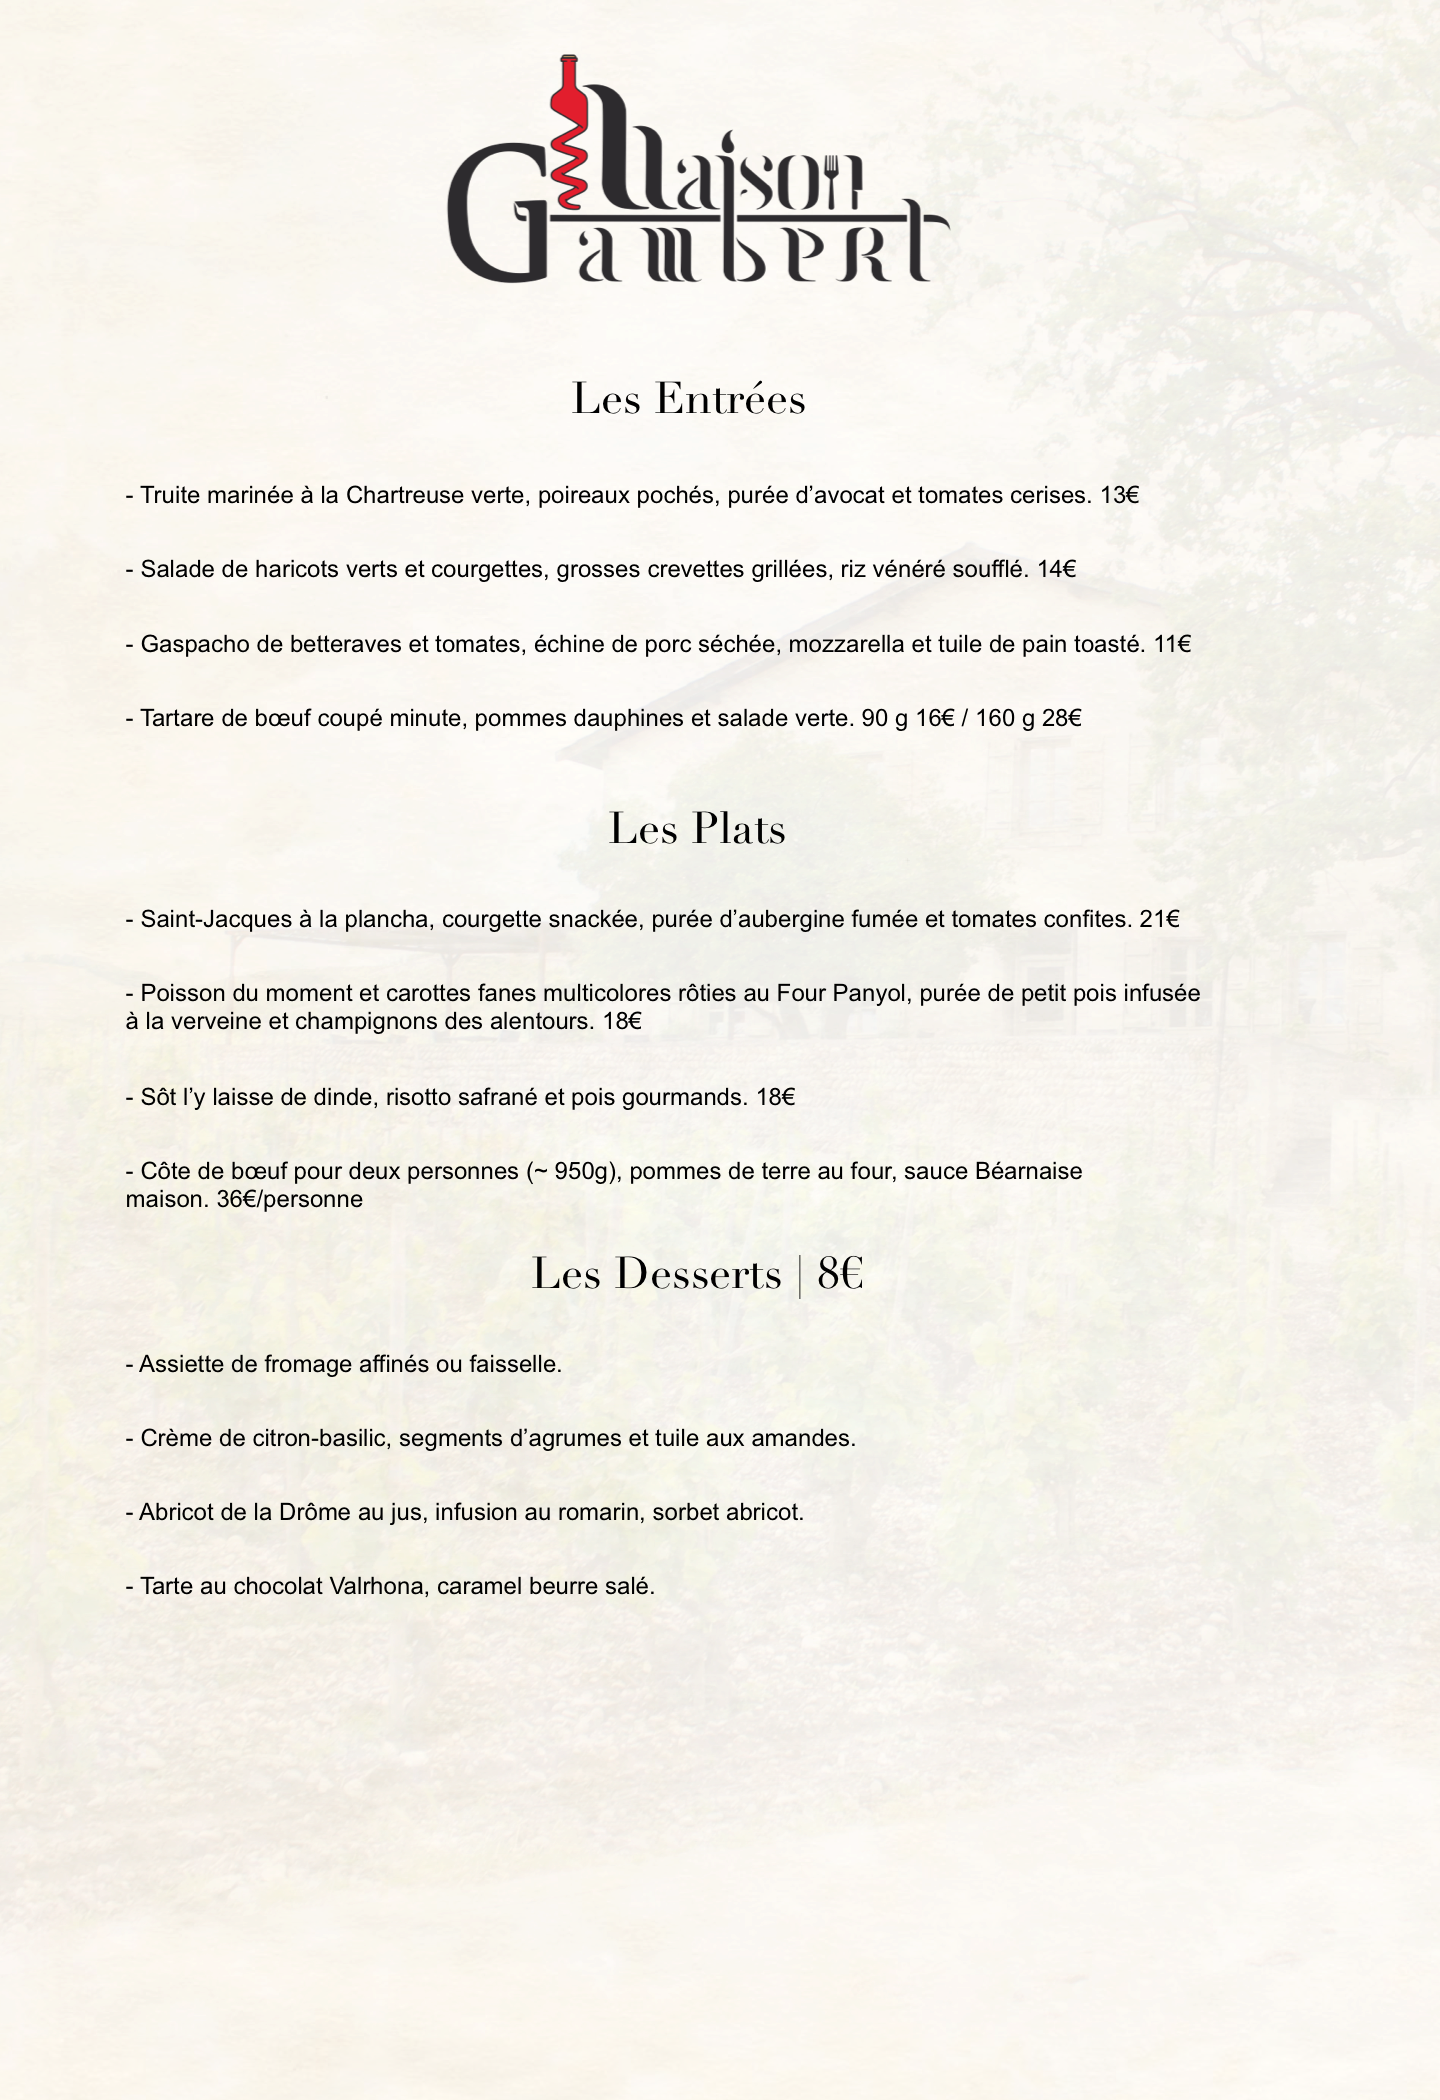 Maison
Gambert
Les Entrées
- Truite marinée à la Chartreuse verte, poireaux pochés, purée d’avocat et tomates cerises. 13€
- Salade de haricots verts et courgettes, grosses crevettes grillées, riz vénéré soufflé. 14€
- Gaspacho de betteraves et tomates, échine de porc séchée, mozzarella et tuile de pain toasté. 11€
- Tartare de bœuf coupé minute, pommes dauphines et salade verte. 90 g 16€ / 160 g 28€
Les Plats
- Saint-Jacques à la plancha, courgette snackée, purée d’aubergine fumée et tomates confites. 21€
- Poisson du moment et carottes fanes multicolores rôties au Four Panyol, purée de petit pois infusée
à la verveine et champignons des alentours. 18€
- Sôt l’y laisse de dinde, risotto safrané et pois gourmands. 18€
- Côte de bœuf pour deux personnes (~ 950g), pommes de terre au four, sauce Béarnaise
maison. 36€/personne
Les Desserts | 8€
- Assiette de fromage affinés ou faisselle.
- Crème de citron-basilic, segments d’agrumes et tuile aux amandes.
- Abricot de la Drôme au jus, infusion au romarin, sorbet abricot.
- Tarte au chocolat Valrhona, caramel beurre salé.